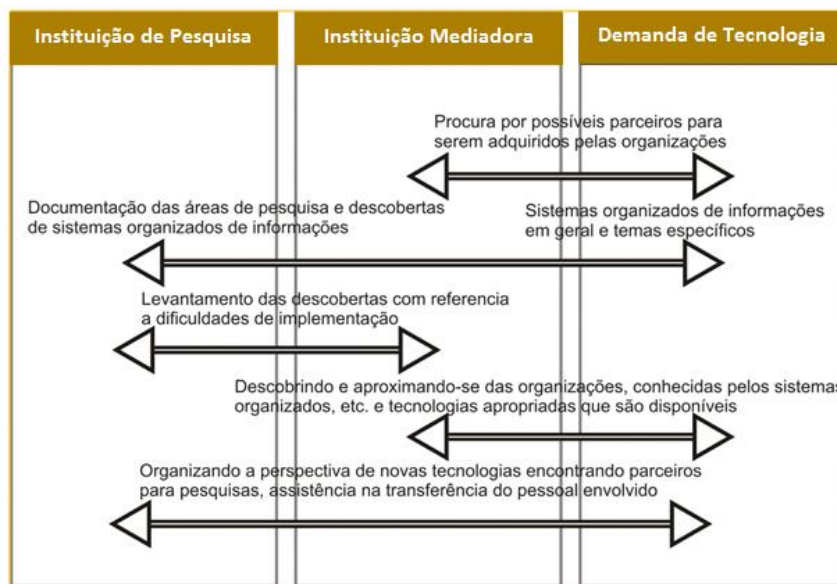 Instituição de Pesquisa
Instituição Mediadora
Demanda de Tecnologia
Procura por possíveis parceiros para
serem adquiridos pelas organizações
Documentação das áreas de pesquisa e descobertas
de sistemas organizados de informações
Sistemas organizados de informações
em geral e temas específicos
Levantamento das descobertas com referencia
a dificuldades de implementação
Descobrindo e aproximando-se das organizações, conhecidas pelos sistemas
organizados, etc. e tecnologias apropriadas que são disponíveis
Organizando a perspectiva de novas tecnologias encontrando parceiros
para pesquisas, assistência na transferência do pessoal envolvido